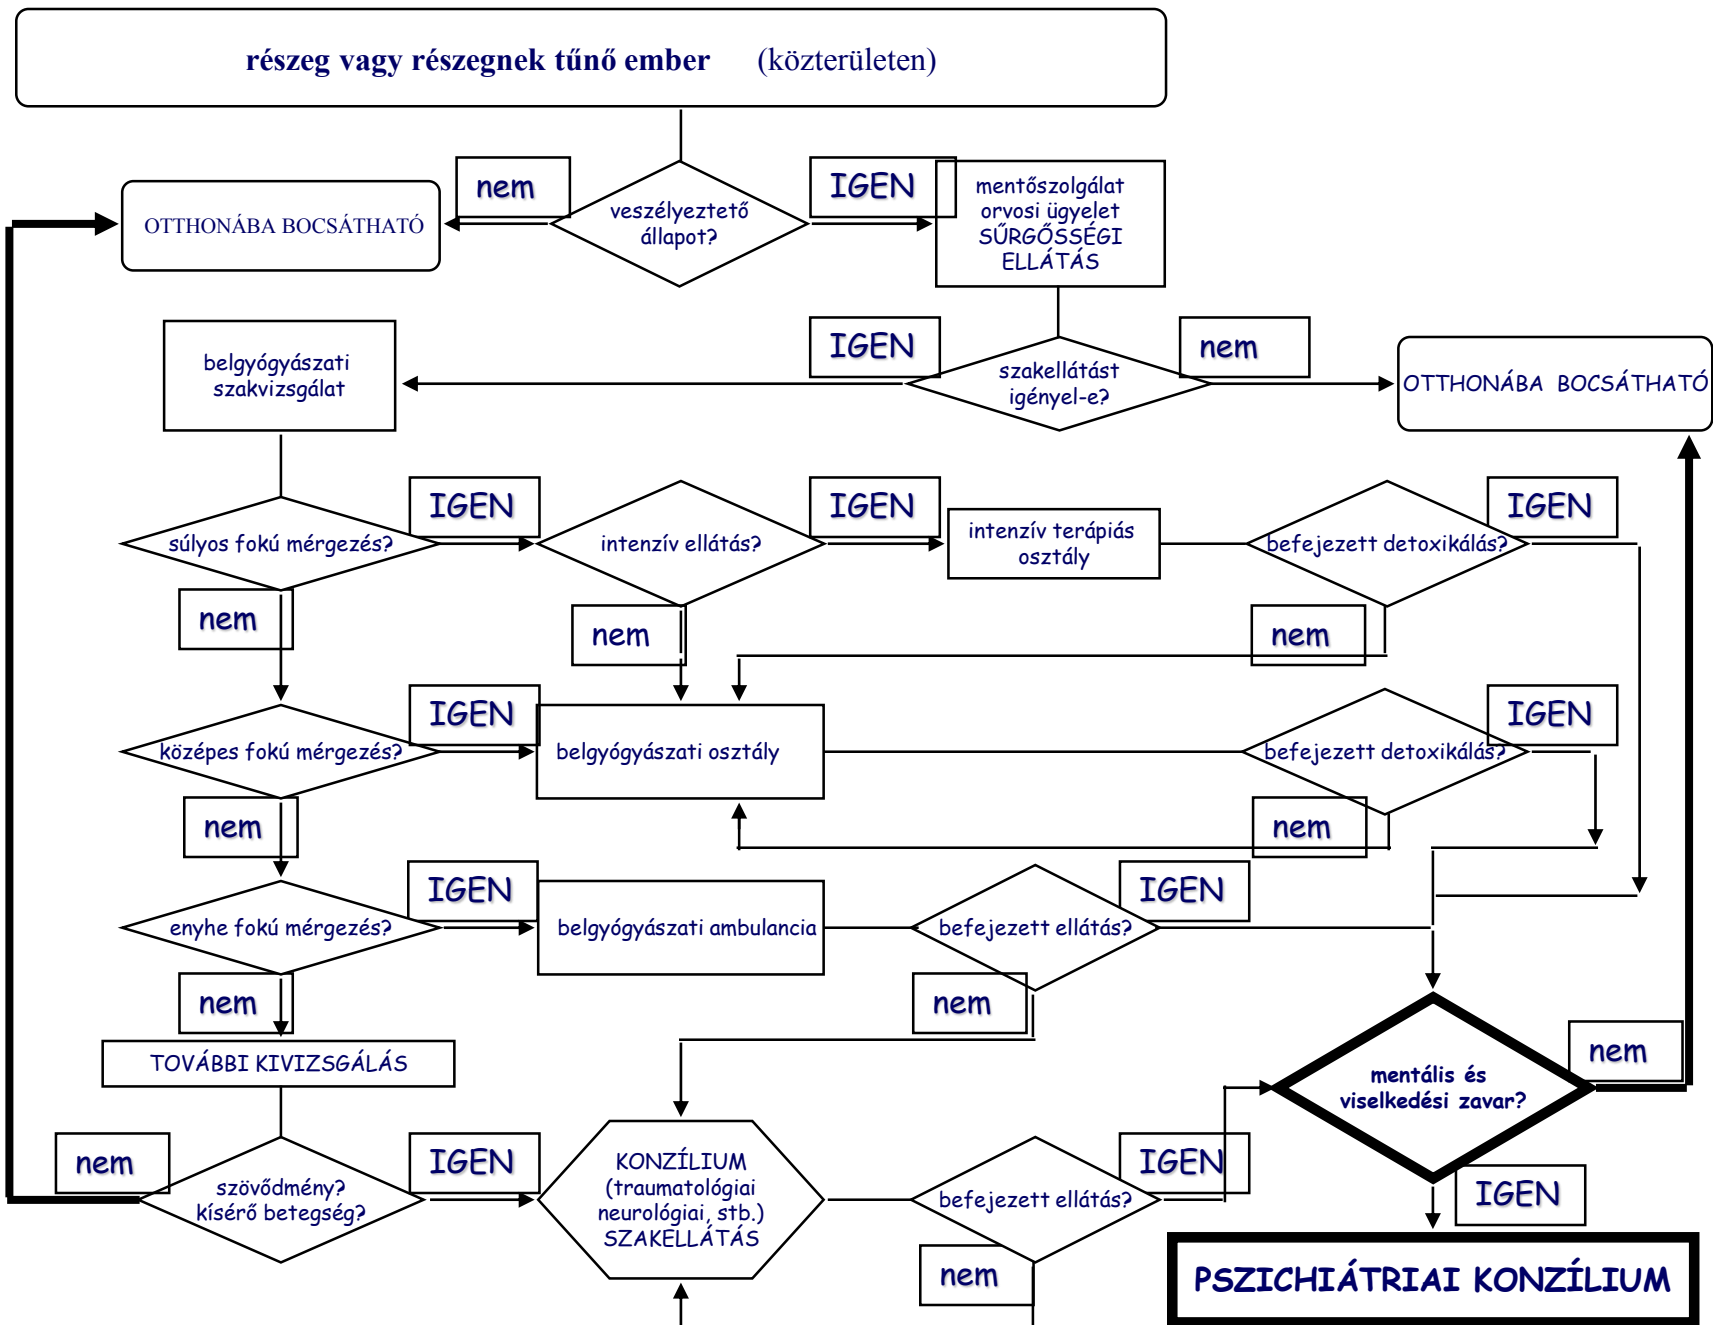 részeg vagy részegnek tűnő ember (közterületen)
nem
IGEN
OTTHONÁBA BOCSÁTHATÓ
veszélyeztető
állapot?
mentőszolgálat
orvosi ügyelet
SŰRGŐSSÉGI
ELLÁTÁS
belgyógyászati
szakvizsgálat
IGEN
szakellátást
igényel-e?
nem
OTTHONÁBA BOCSÁTHATÓ
súlyos fokú mérgezés?
IGEN
intenzív ellátás?
IGEN
intenzív terápiás
osztály
befejezett detoxikálás?
IGEN
nem
nem
nem
középes fokú mérgezés?
IGEN
belgyógyászati osztály
befejezett detoxikálás?
IGEN
nem
nem
enyhe fokú mérgezés?
IGEN
belgyógyászati ambulancia
befejezett ellátás?
IGEN
nem
nem
TOVÁBBI KIVIZSGÁLÁS
mentális és
viselkedési zavar?
nem
nem
szövődmény?
kísérő betegség?
IGEN
KONZÍLIUM
(traumatológiai
neurológiai, stb.)
SZAKELLÁTÁS
befejezett ellátás?
IGEN
IGEN
nem
PSZICHIÁTRIAI KONZÍLIUM